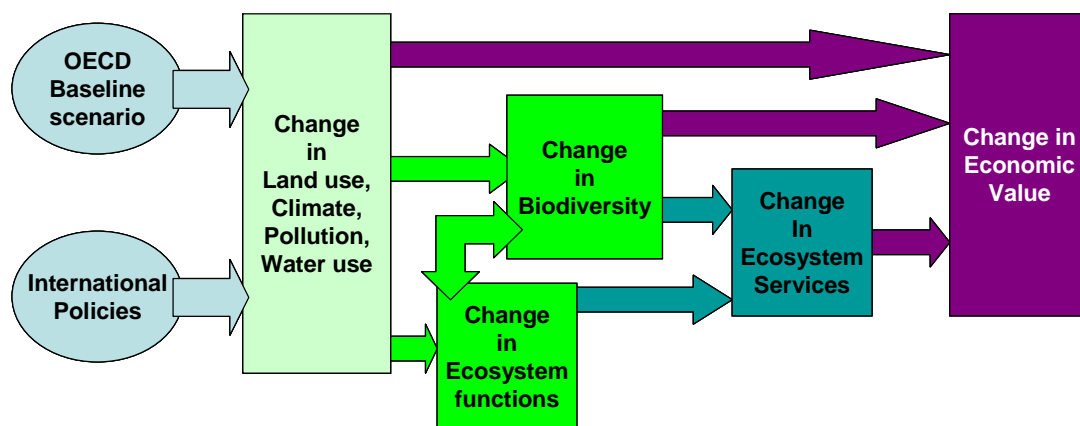 OECD
Baseline
scenario
International
Policies
Change
in
Land use,
Climate,
Pollution,
Water use
Change
in
Biodiversity
Change
in
Ecosystem
functions
Change
In
Ecosystem
Services
Change in
Economic
Value